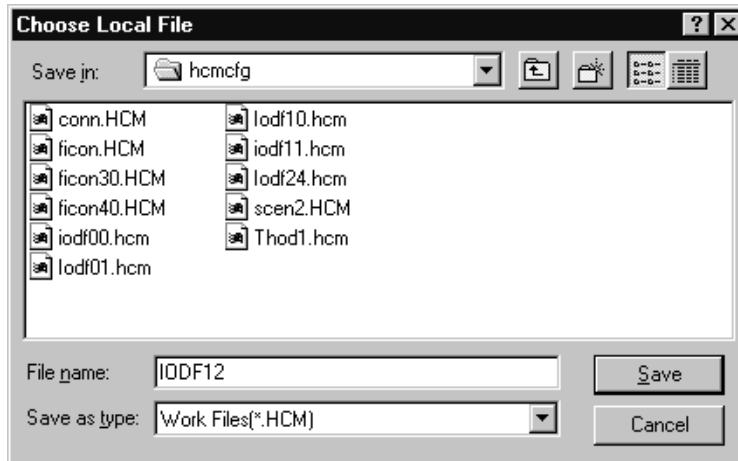 Choose Local File
Save in: hcmcfg
conn.HCM Iodf10.hcm
ficon.HCM iodf11.hcm
ficon30.HCM Iodf24.hcm
ficon40.HCM scen2.HCM
iodf00.hcm Thod1.hcm
Iodf01.hcm
File name: IODF12 Save
Save as type: Work Files(*.HCM) Cancel